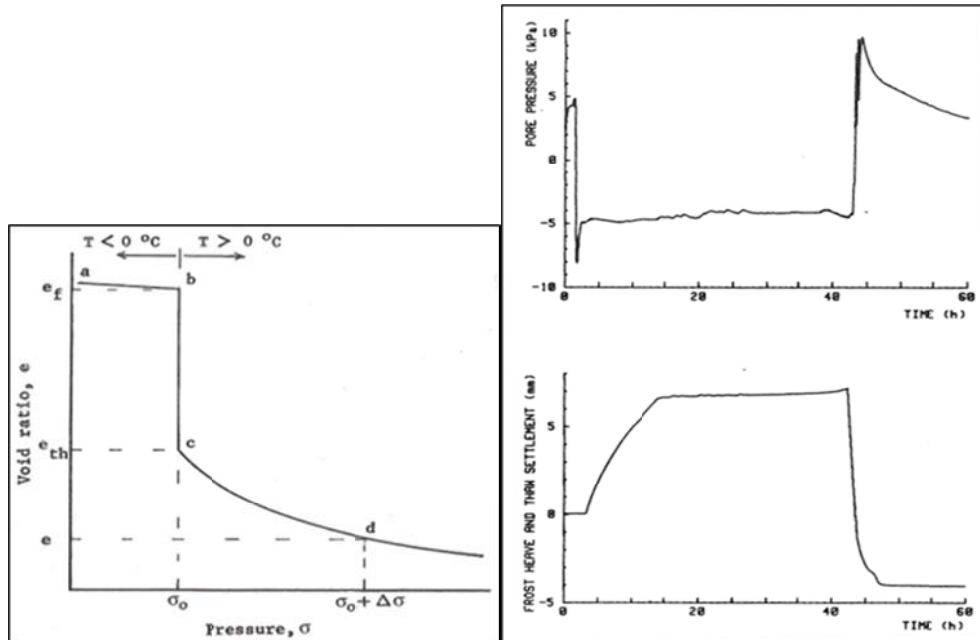 T < 0 °C
T > 0 °C
a
b
e_f
c
e_th
d
e
Void ratio, e
σ_o
σ_o + Δσ
Pressure, σ
PORE PRESSURE (kPa)
10
5
0
-5
-10
0
20
40
60
TIME (h)
FROST HERVE AND THAW SETTLEMENT (mm)
5
0
-5
0
20
40
60
TIME (h)